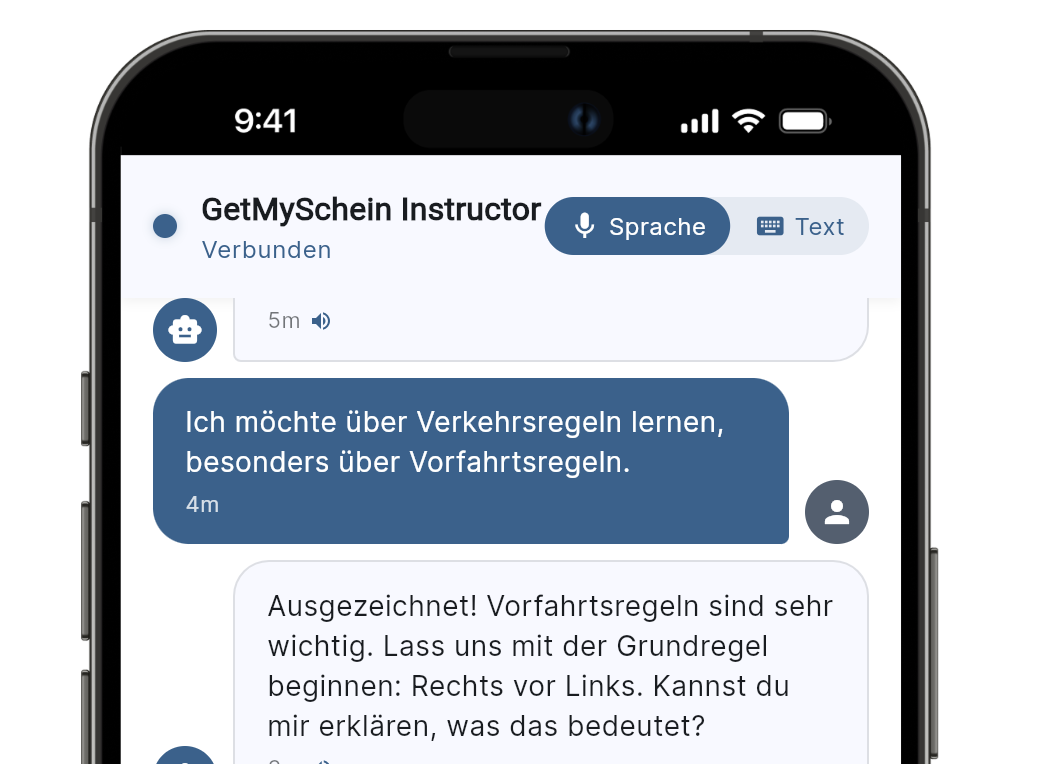 9:41
GetMySchein Instructor
Verbunden
Sprache
Text
5m
Ich möchte über Verkehrsregeln lernen,
besonders über Vorfahrtsregeln.
4m
Ausgezeichnet! Vorfahrtsregeln sind sehr
wichtig. Lass uns mit der Grundregel
beginnen: Rechts vor Links. Kannst du
mir erklären, was das bedeutet?